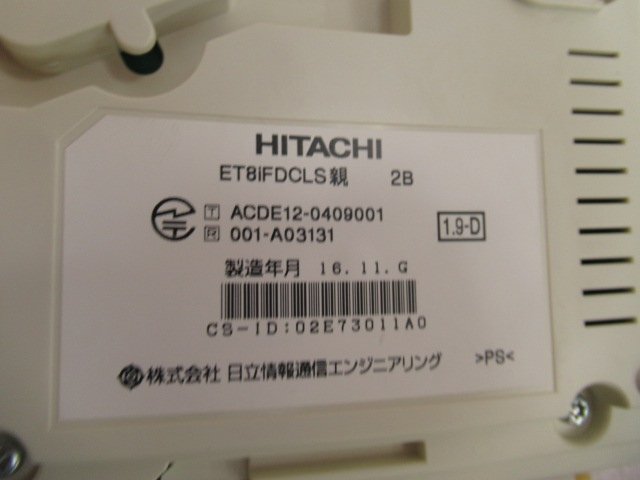 HITACHI
ET8iFDCLS親 2B
T ACDE12-0409001
R 001-A03131
1.9-D
製造年月 16.11.G
CS-ID:02E73011A0
株式会社 日立情報通信エンジニアリング >PS<